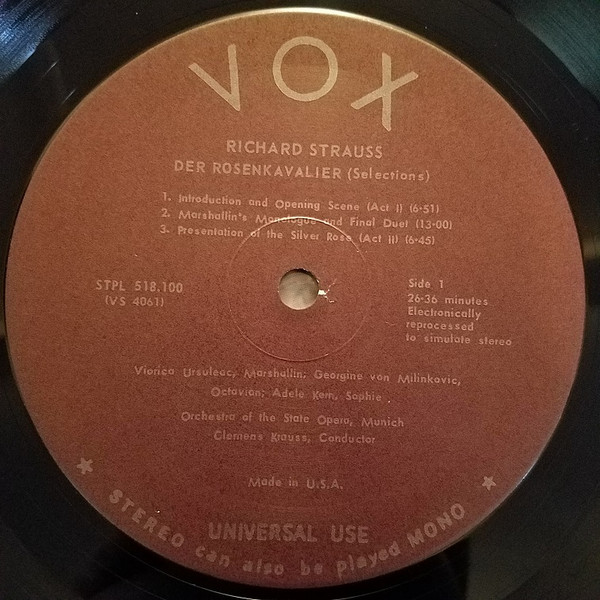 VOX
RICHARD STRAUSS
DER ROSENKAVALIER (Selections)
1. Introduction and Opening Scene (Act I) (6·51)
2. Marshallin's Monologue and Final Duet (13·00)
3. Presentation of the Silver Rose (Act II) (6·45)
STPL 518.100
(VS 4061)
Side 1
26·36 minutes
Electronically
reprocessed
to simulate stereo
Viorica Ursuleac, Marshallin; Georgine von Milinkovic,
Octavian; Adele Kern, Sophie .
Orchestra of the State Opera, Munich
Clemens Krauss, Conductor
Made in U.S.A.
UNIVERSAL USE
★ STEREO can also be played MONO ★